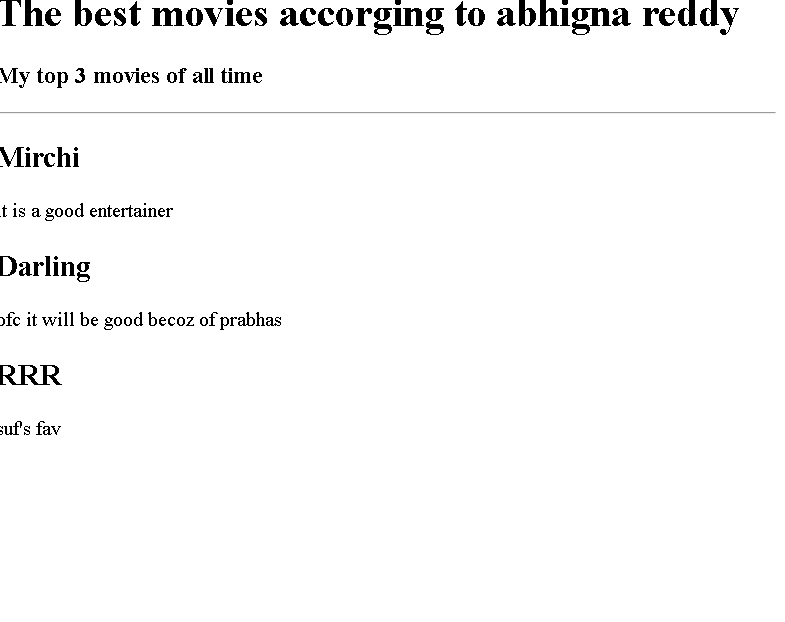 The best movies accorging to abhigna reddy
My top 3 movies of all time
Mirchi
it is a good entertainer
Darling
ofc it will be good becoz of prabhas
RRR
suf's fav